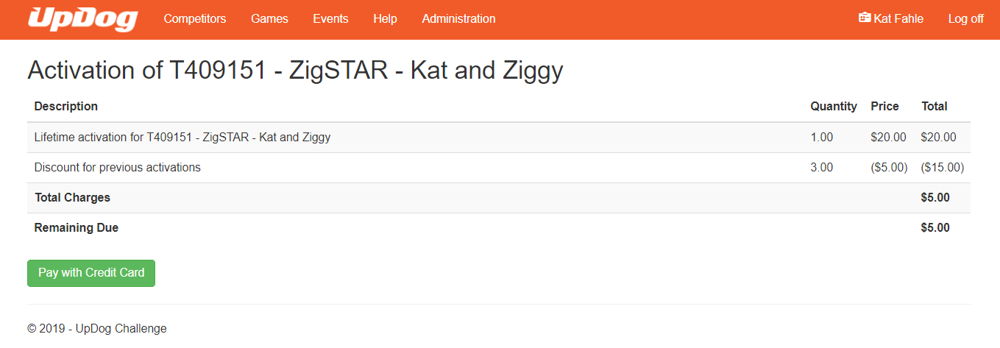 UpDog Competitors Games Events Help Administration Kat Fahle Log off
Activation of T409151 - ZigSTAR - Kat and Ziggy
Description Quantity Price Total
Lifetime activation for T409151 - ZigSTAR - Kat and Ziggy 1.00 $20.00 $20.00
Discount for previous activations 3.00 ($5.00) ($15.00)
Total Charges $5.00
Remaining Due $5.00
Pay with Credit Card
© 2019 - UpDog Challenge